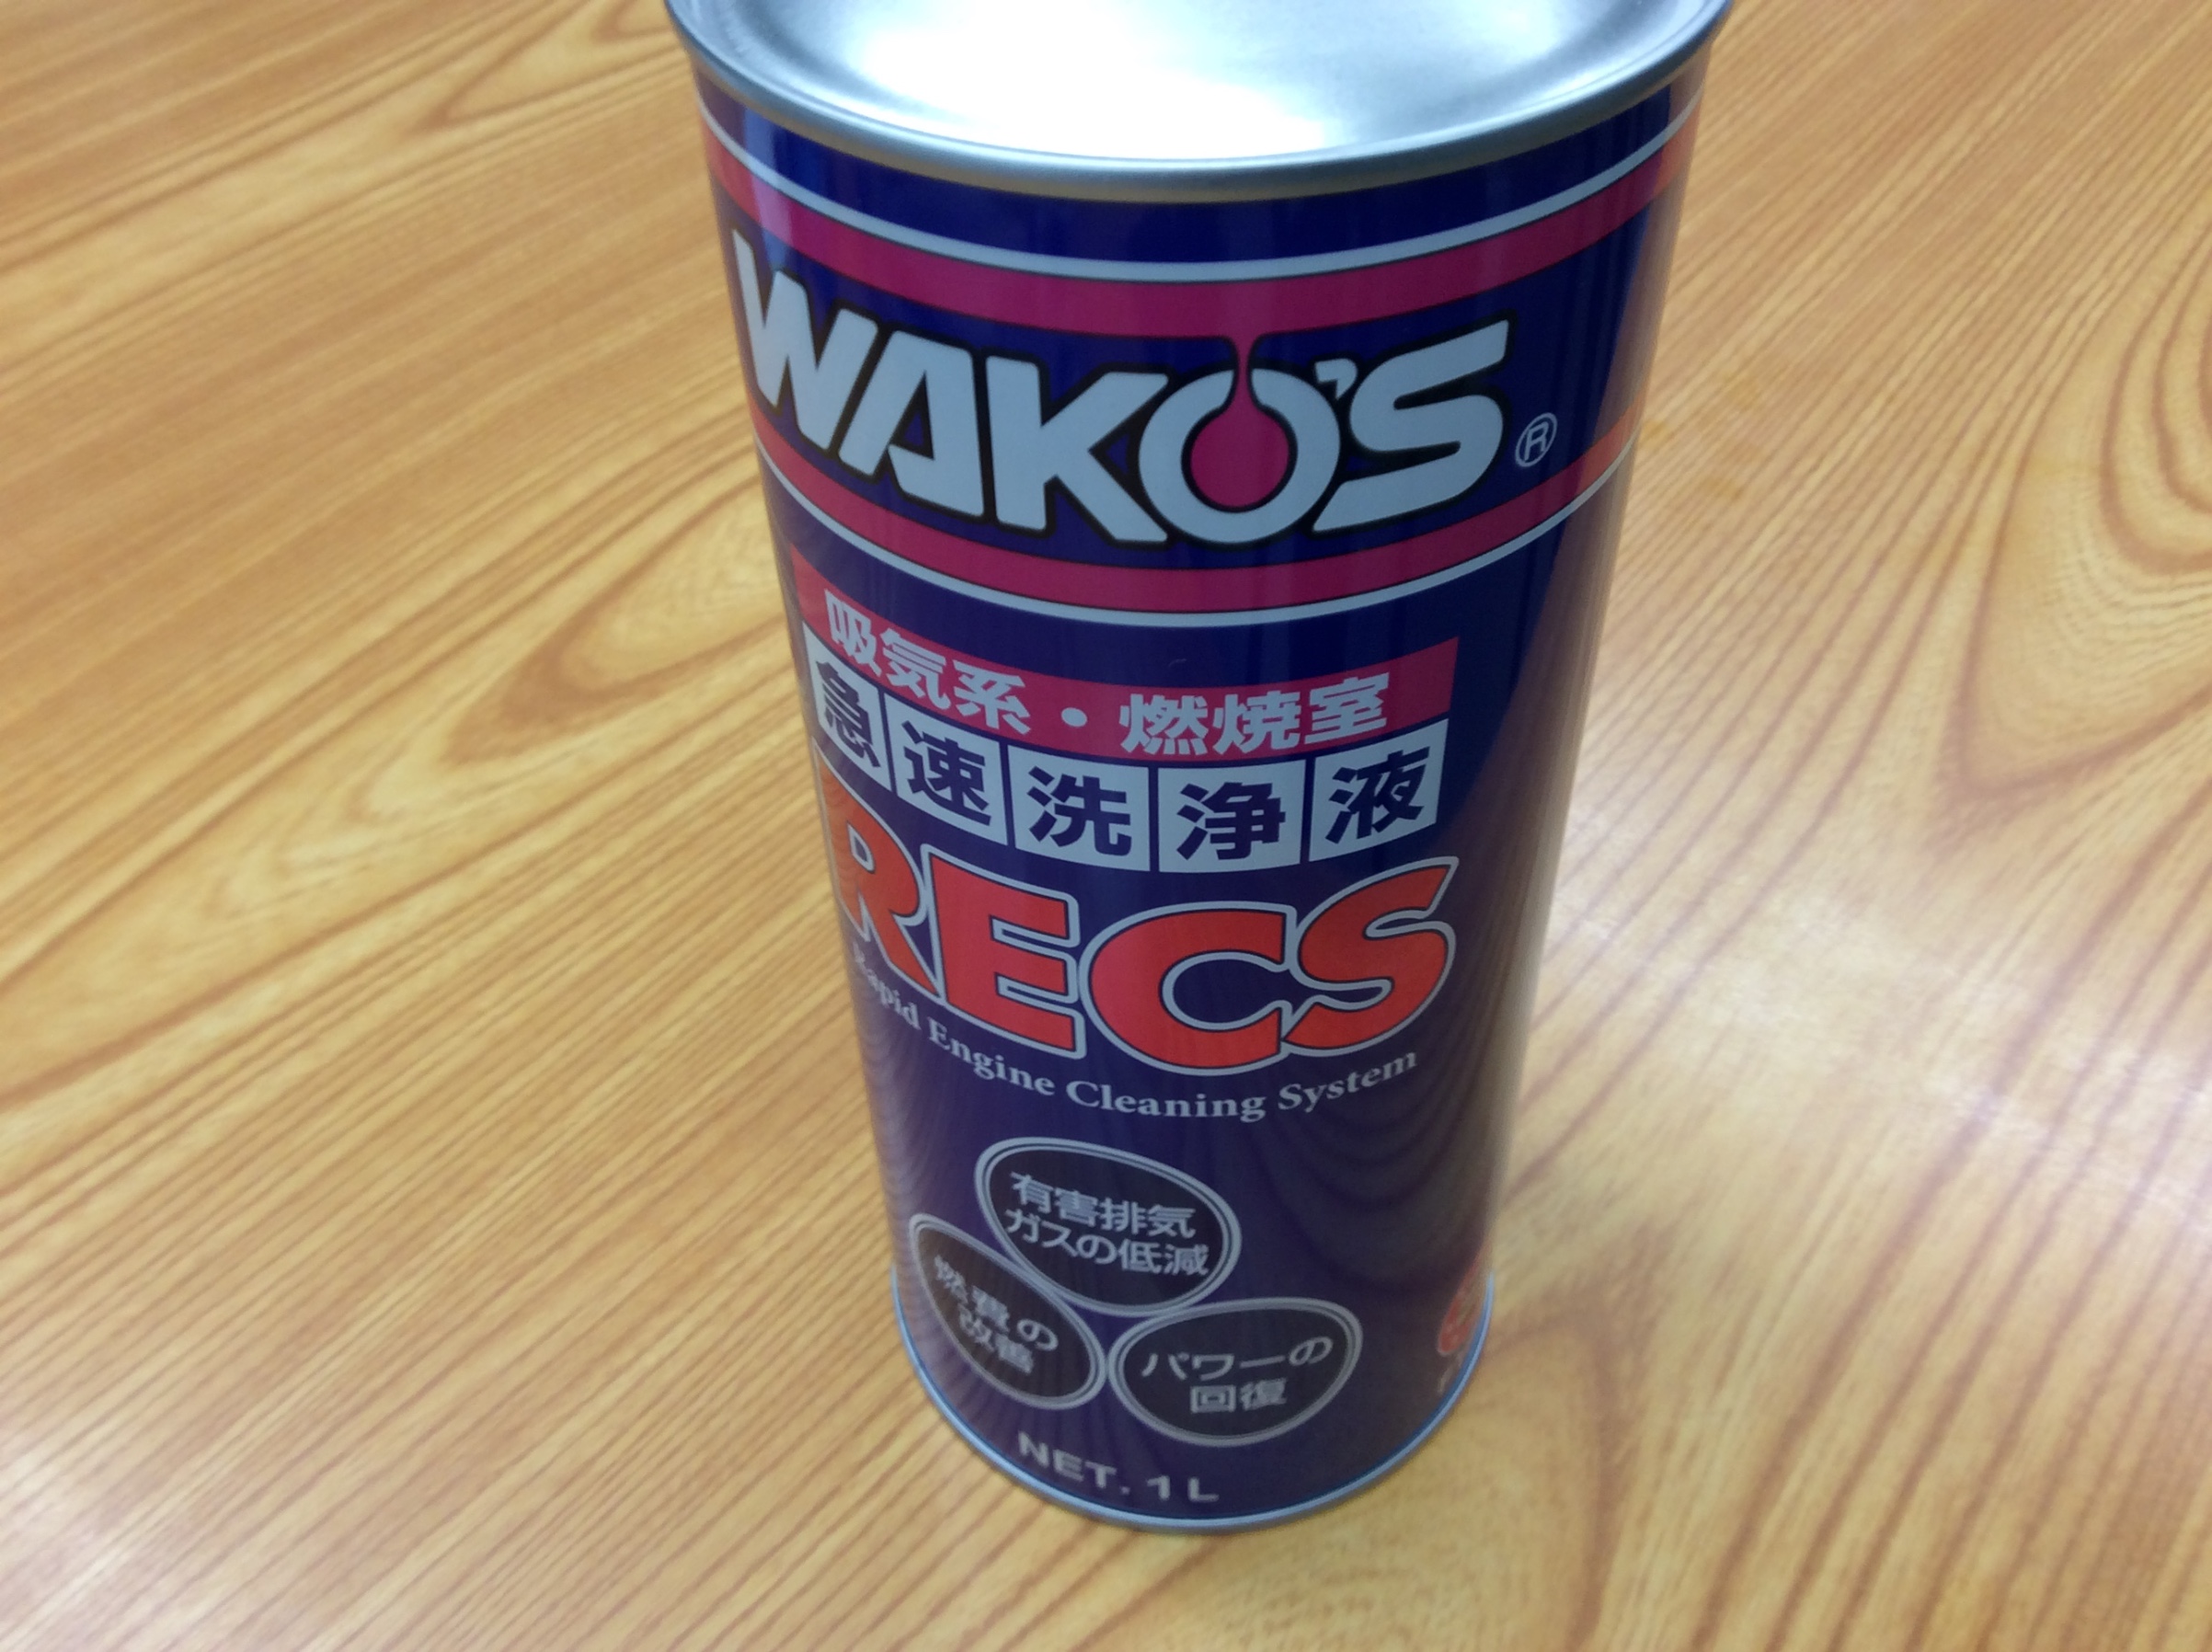 WAKO'S®
吸気系・燃焼室
急速洗浄液
RECS
Rapid Engine Cleaning System
有害排気
ガスの低減
燃費の
改善
パワーの
回復
NET. 1L